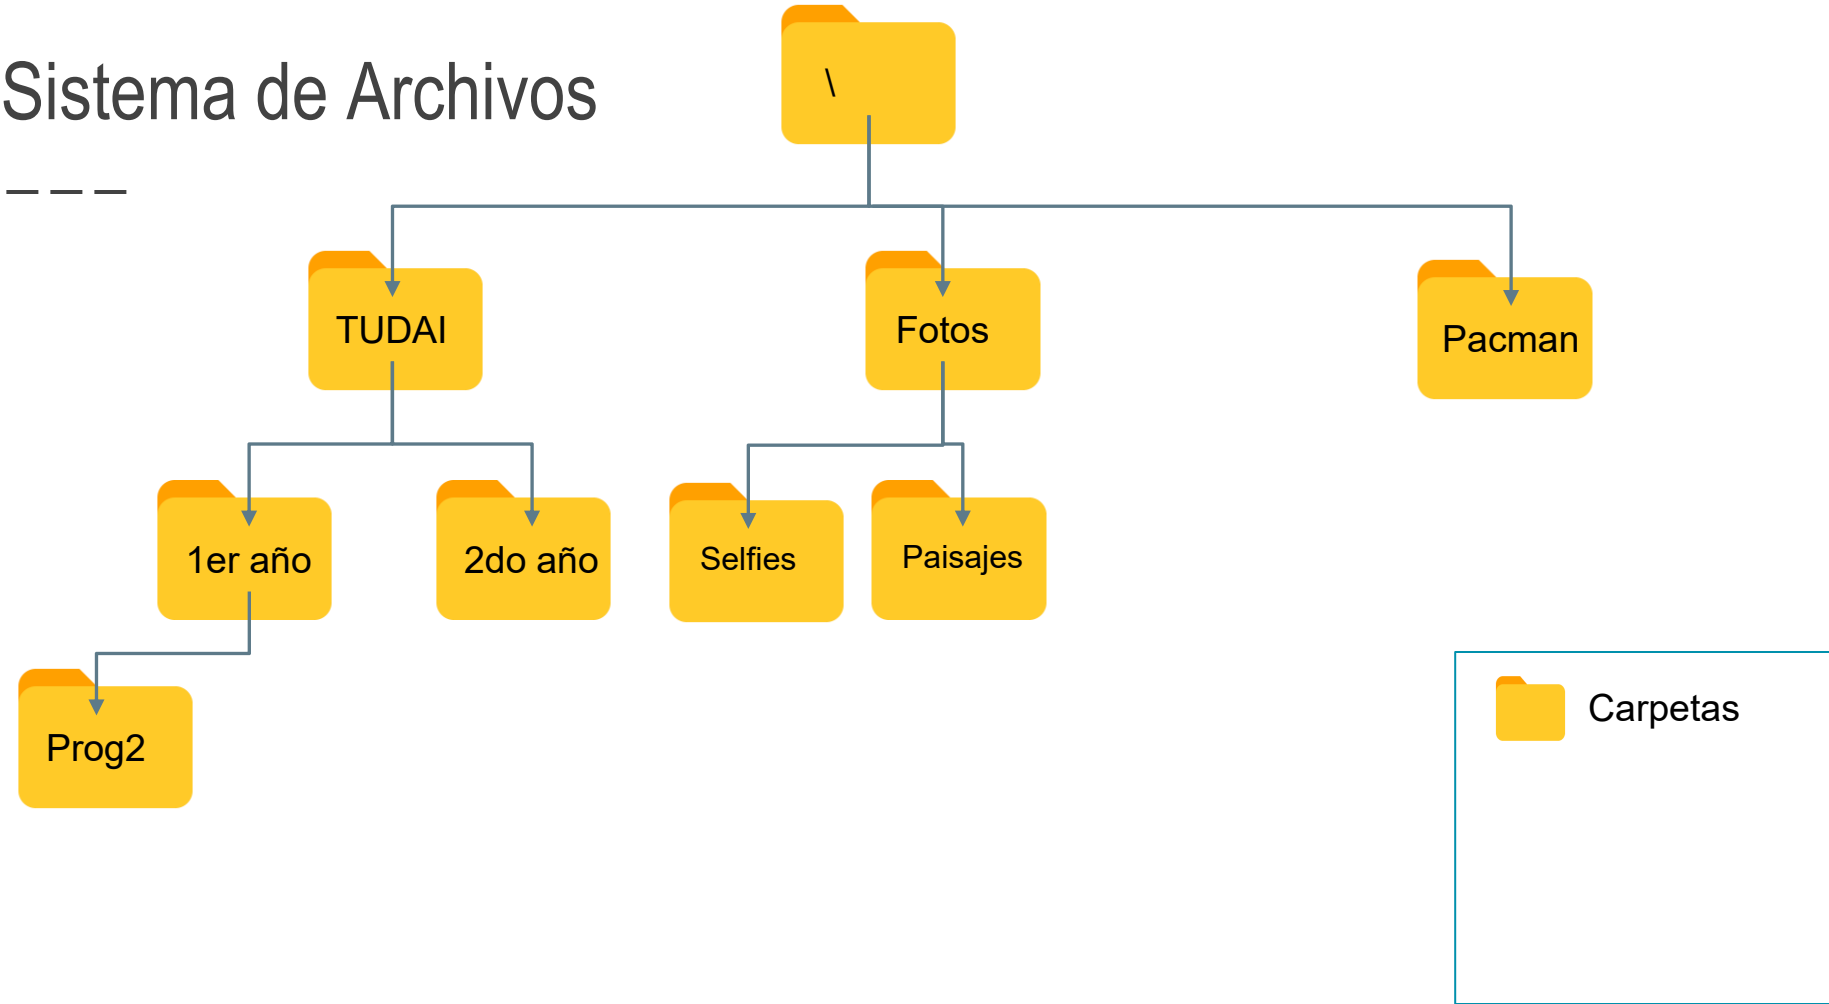 Sistema de Archivos
\
TUDAI
Fotos
Pacman
1er año
2do año
Selfies
Paisajes
Prog2
Carpetas